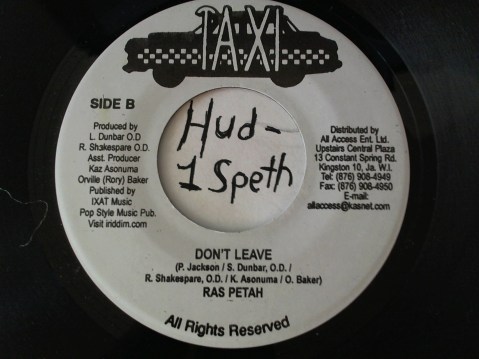 TAXI
SIDE B
Produced by
L. Dunbar O.D
R. Shakespare O.D.
Asst. Producer
Kaz Asonuma
Orville (Rory) Baker
Published by
IXAT Music
Pop Style Music Pub.
Visit iriddim.com
Hud-
1 Speth
Distributed by
All Access Ent. Ltd.
Upstairs Central Plaza
13 Constant Spring Rd.
Kingston 10, Ja. W.I.
Tel: (876) 908-4949
Fax: (876) 908-4950
E-mail:
allaccess@kasnet.com
DON'T LEAVE
(P. Jackson / S. Dunbar, O.D. /
R. Shakespare, O.D. / K. Asonuma / O. Baker)
RAS PETAH
All Rights Reserved